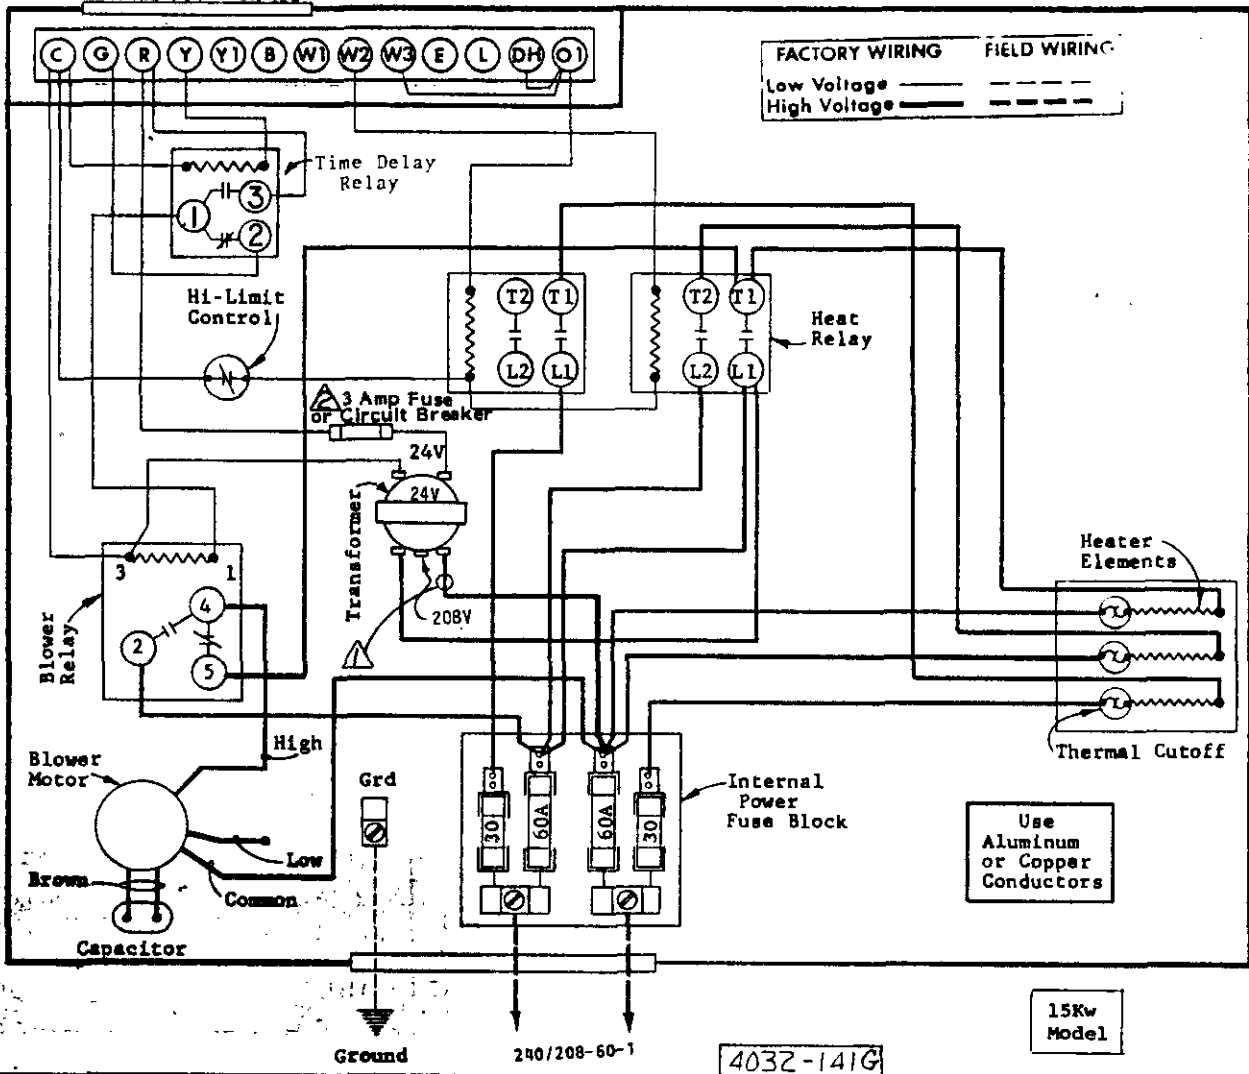 C G R Y Y1 B W1 W2 W3 E L DH O1
FACTORY WIRING FIELD WIRING
Low Voltage
High Voltage
Time Delay
Relay
3
1
2
Hi-Limit
Control
T2 T1
L2 L1
T2 T1
L2 L1
Heat
Relay
2 3 Amp Fuse
or Circuit Breaker
24V
24V
Transformer
208V
1
3
1
4
2
5
Blower
Relay
Heater
Elements
Thermal Cutoff
High
Blower
Motor
Low
Common
Brown
Capacitor
Grd
Ground
30 60A 60A 30
Internal
Power
Fuse Block
Use
Aluminum
or Copper
Conductors
240/208-60-1
15Kw
Model
4032-141G